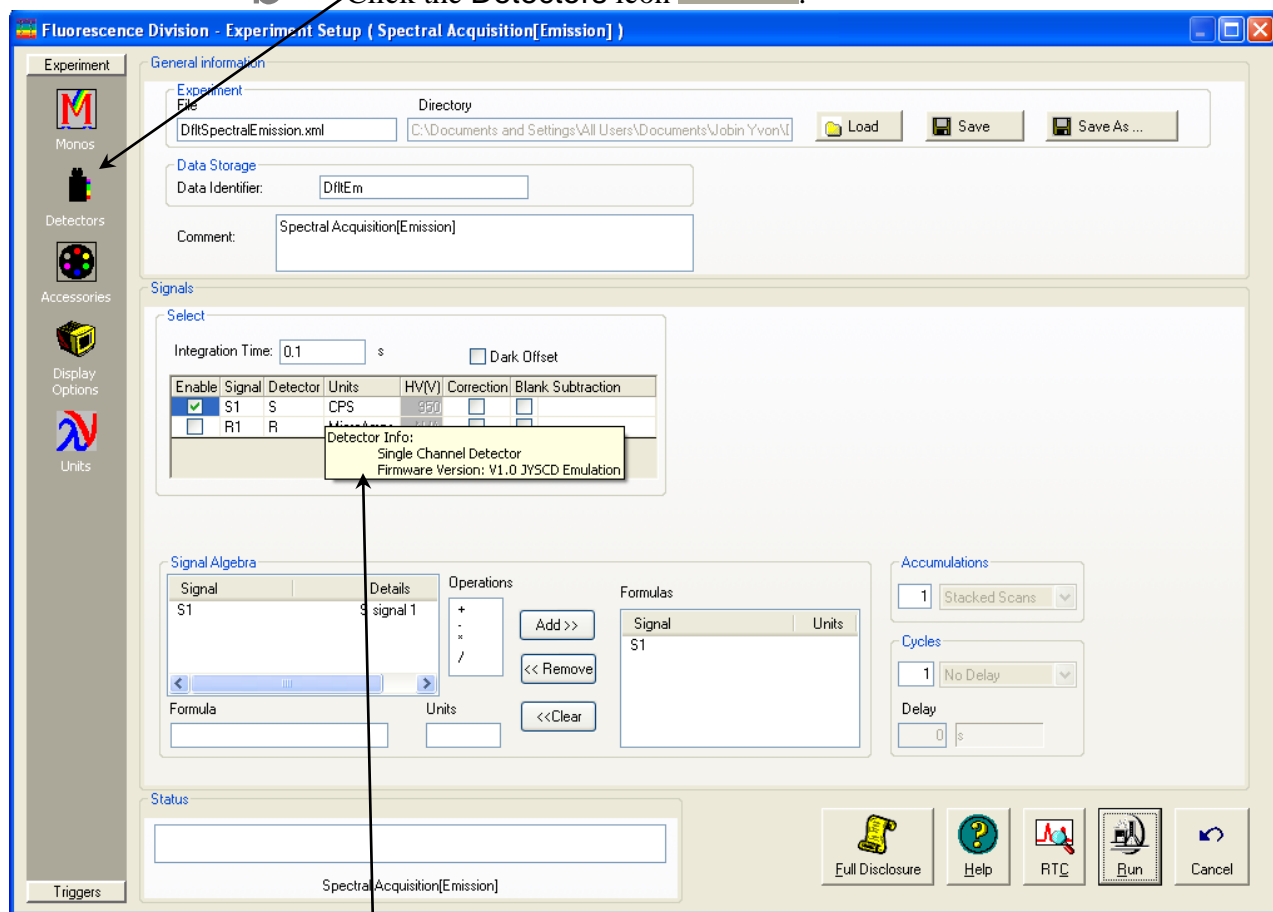 Click the Detectors icon
Fluorescence Division - Experiment Setup ( Spectral Acquisition[Emission] )
Experiment
Monos
Detectors
Accessories
Display
Options
Units
Triggers
General information
Experiment
File
Directory
DfltSpectralEmission.xml
C:\Documents and Settings\All Users\Documents\Jobin Yvon\
Load
Save
Save As ...
Data Storage
Data Identifier:
DfltEm
Comment:
Spectral Acquisition[Emission]
Signals
Select
Integration Time:
0.1
s
Dark Offset
Enable Signal Detector Units HV(V) Correction Blank Subtraction
S1 S CPS 950
R1 R
Detector Info:
Single Channel Detector
Firmware Version: V1.0 JYSCD Emulation
Signal Algebra
Signal Details
S1 S signal 1
Formula
Units
Operations
+
-
*
/
Add >>
<< Remove
<<Clear
Formulas
Signal Units
S1
Accumulations
1 Stacked Scans
Cycles
1 No Delay
Delay
0 s
Status
Spectral Acquisition[Emission]
Full Disclosure
Help
RTC
Run
Cancel